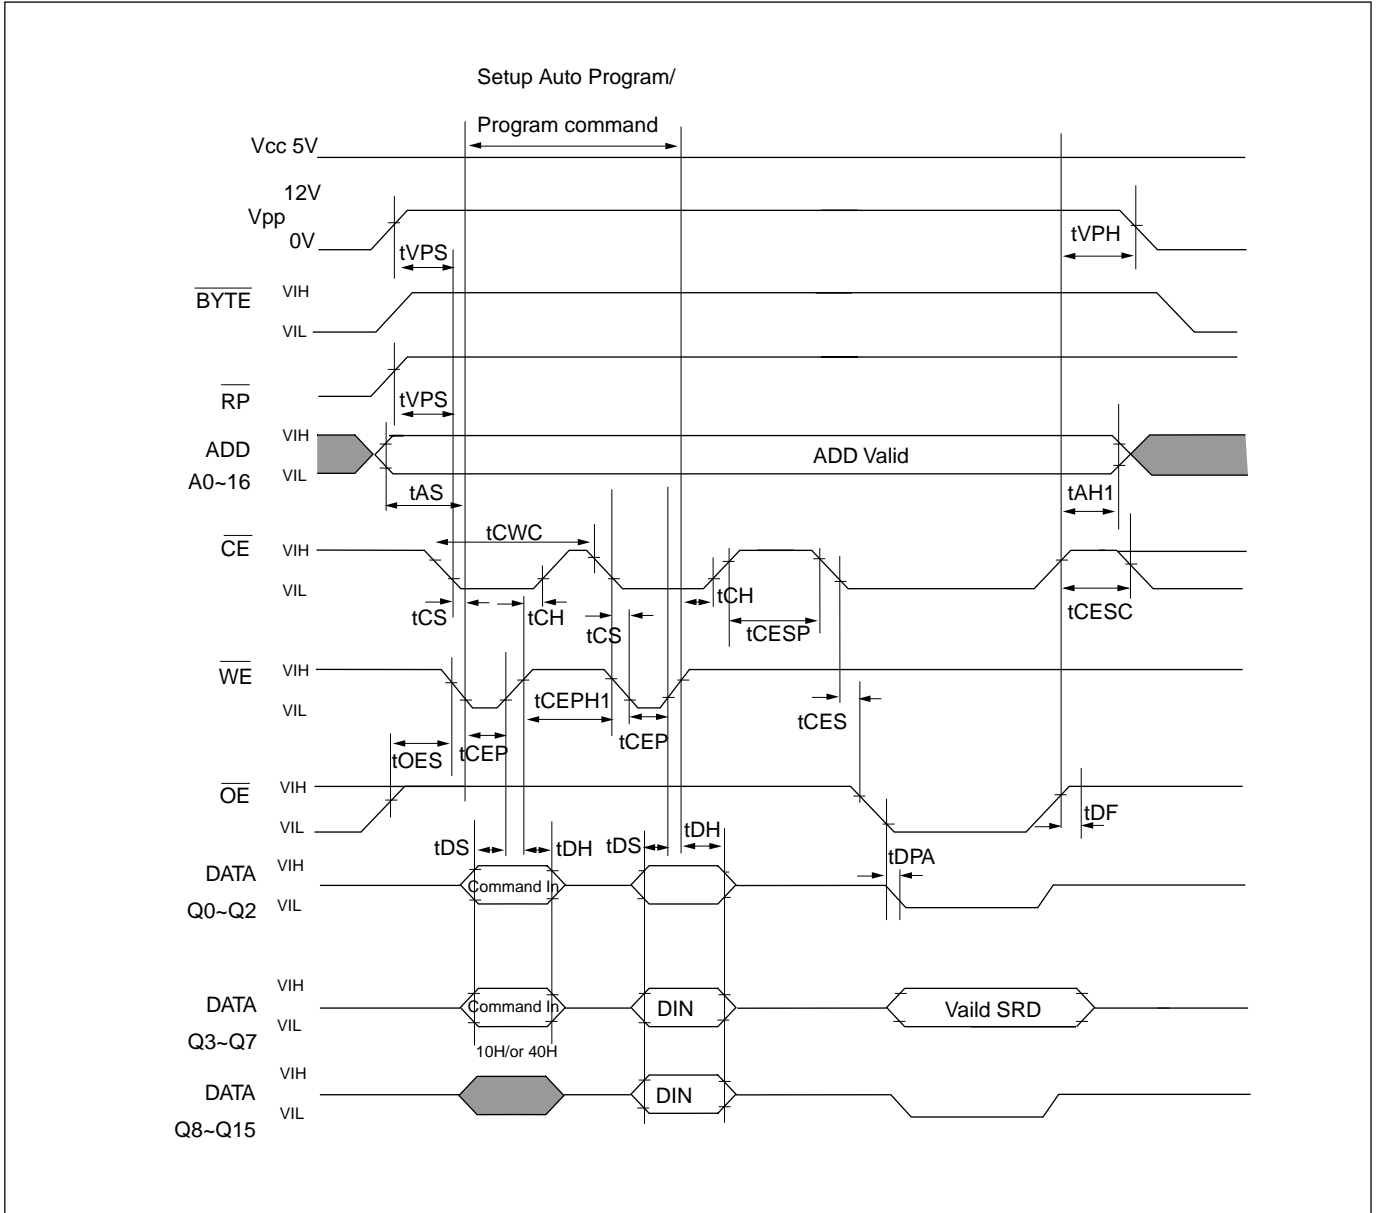 Setup Auto Program/
Program command
Vcc 5V
12V
Vpp
0V
tVPS
tVPH
BYTE
VIH
VIL
RP
tVPS
ADD
A0~16
VIH
VIL
ADD Valid
tAS
tAH1
CE
VIH
VIL
tCWC
tCS
tCH
tCS
tCH
tCESP
tCESC
WE
VIH
VIL
tCEPH1
tCEP
tCEP
tOES
tCES
OE
VIH
VIL
tDF
tDS
tDH
tDS
tDH
tDPA
DATA
Q0~Q2
VIH
VIL
Command In
DATA
Q3~Q7
VIH
VIL
Command In
DIN
Vaild SRD
10H/or 40H
DATA
Q8~Q15
VIH
VIL
DIN